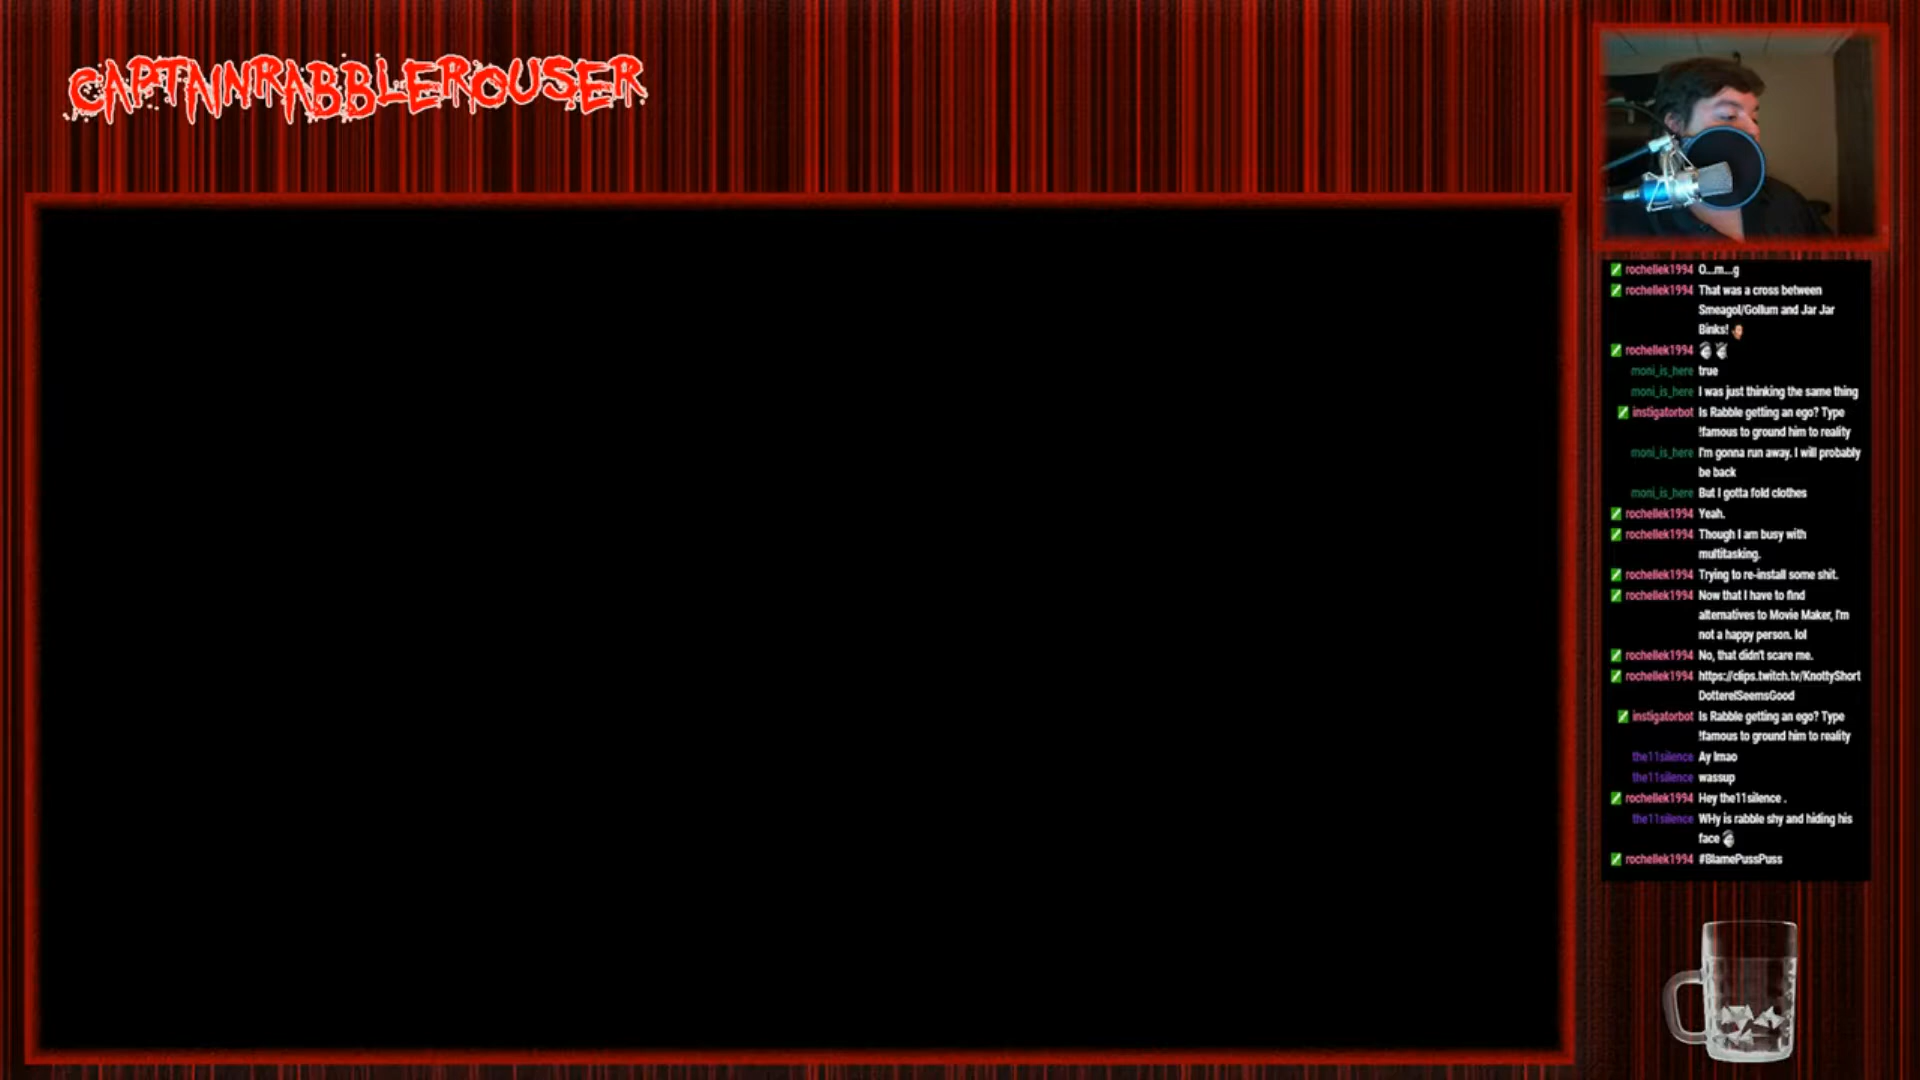 CAPTAINRABBLEROUSER
rochellek1994 O...m...g
rochellek1994 That was a cross between
Smeagol/Gollum and Jar Jar
Binks!
rochellek1994
moni_is_here true
moni_is_here I was just thinking the same thing
instigatorbot Is Rabble getting an ego? Type
!famous to ground him to reality
moni_is_here I'm gonna run away. I will probably
be back
moni_is_here But I gotta fold clothes
rochellek1994 Yeah.
rochellek1994 Though I am busy with
multitasking.
rochellek1994 Trying to re-install some shit.
rochellek1994 Now that I have to find
alternatives to Movie Maker, I'm
not a happy person. lol
rochellek1994 No, that didn't scare me.
rochellek1994 https://clips.twitch.tv/KnottyShort
DotterelSeemsGood
instigatorbot Is Rabble getting an ego? Type
!famous to ground him to reality
the11silence Ay lmao
the11silence wassup
rochellek1994 Hey the11silence .
the11silence WHy is rabble shy and hiding his
face
rochellek1994 #BlamePussPuss